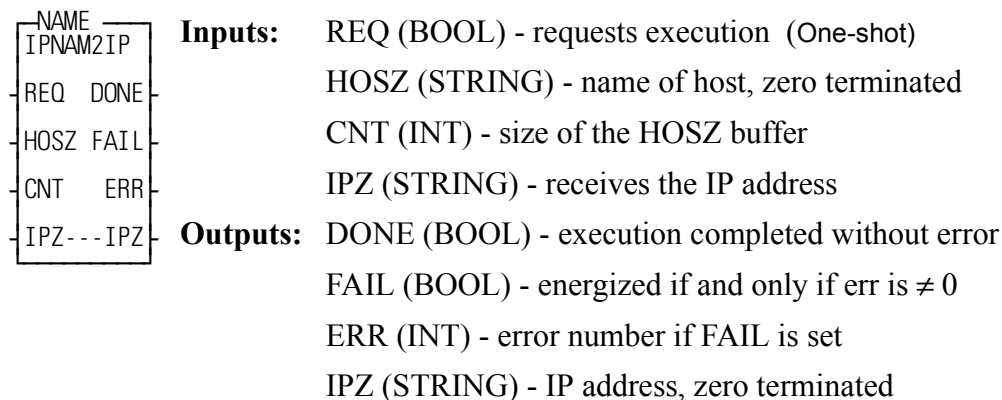 NAME
IPNAM2IP
REQ DONE
HOSZ FAIL
CNT ERR
IPZ---IPZ
Inputs: REQ (BOOL) - requests execution (One-shot)
HOSZ (STRING) - name of host, zero terminated
CNT (INT) - size of the HOSZ buffer
IPZ (STRING) - receives the IP address
Outputs: DONE (BOOL) - execution completed without error
FAIL (BOOL) - energized if and only if err is ≠ 0
ERR (INT) - error number if FAIL is set
IPZ (STRING) - IP address, zero terminated